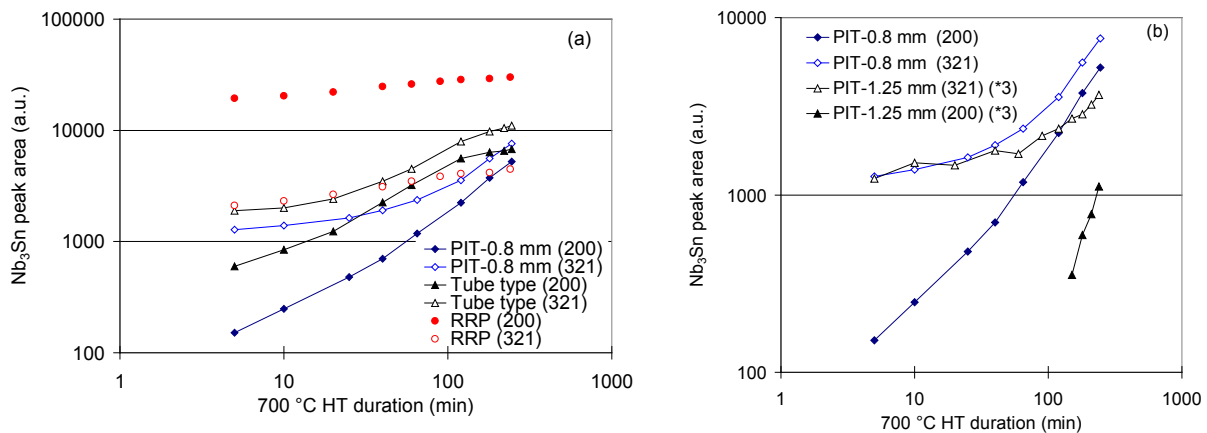 (a)
100000
10000
1000
100
Nb₃Sn peak area (a.u.)
PIT-0.8 mm (200)
PIT-0.8 mm (321)
Tube type (200)
Tube type (321)
RRP (200)
RRP (321)
1 10 100 1000
700 °C HT duration (min)
(b)
10000
1000
100
Nb₃Sn peak area (a.u.)
PIT-0.8 mm (200)
PIT-0.8 mm (321)
PIT-1.25 mm (321) (*3)
PIT-1.25 mm (200) (*3)
1 10 100 1000
700 °C HT duration (min)